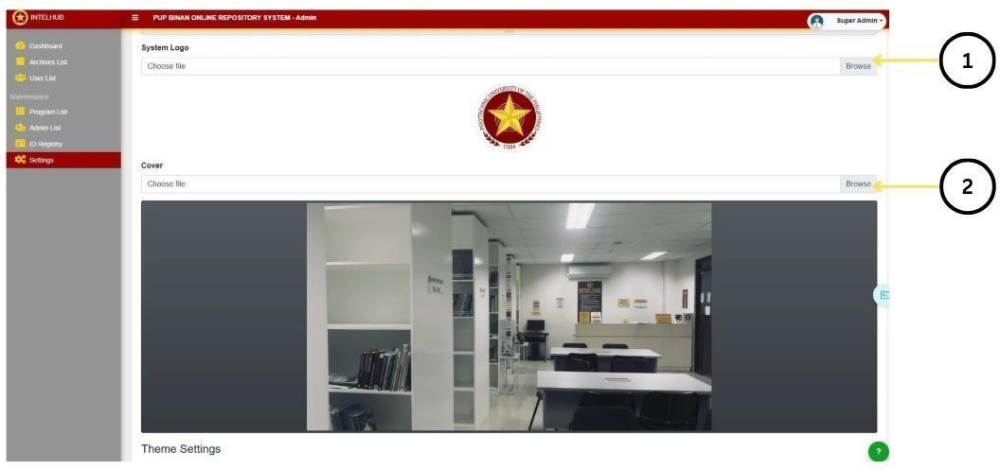 INTELHUB
PUP BINAN ONLINE REPOSITORY SYSTEM - Admin
Super Admin
Dashboard
Archives List
User List
Maintenance
Program List
Admin List
ID Registry
Settings
System Logo
Choose file
Browse
1
POLYTECHNIC UNIVERSITY OF THE PHILIPPINES
1904
Cover
Choose file
Browse
2
Theme Settings
?